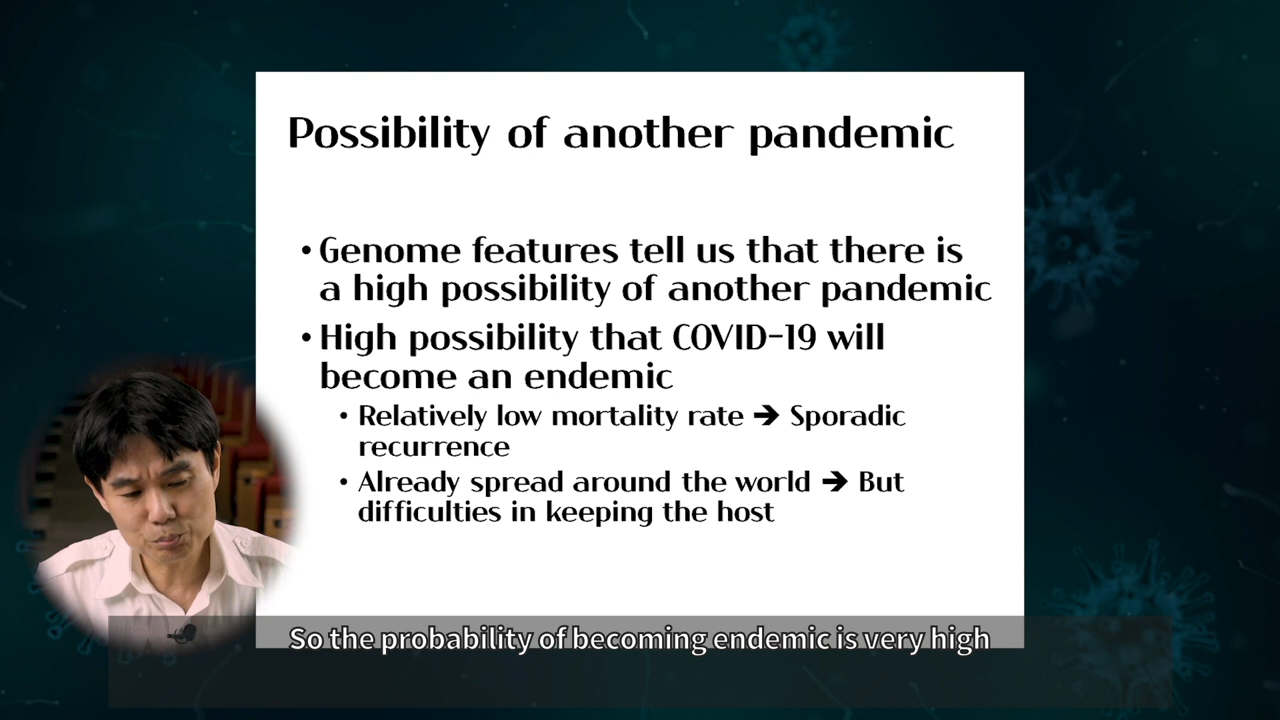 Possibility of another pandemic
• Genome features tell us that there is
a high possibility of another pandemic
• High possibility that COVID-19 will
become an endemic
• Relatively low mortality rate ➔ Sporadic
recurrence
• Already spread around the world ➔ But
difficulties in keeping the host
So the probability of becoming endemic is very high